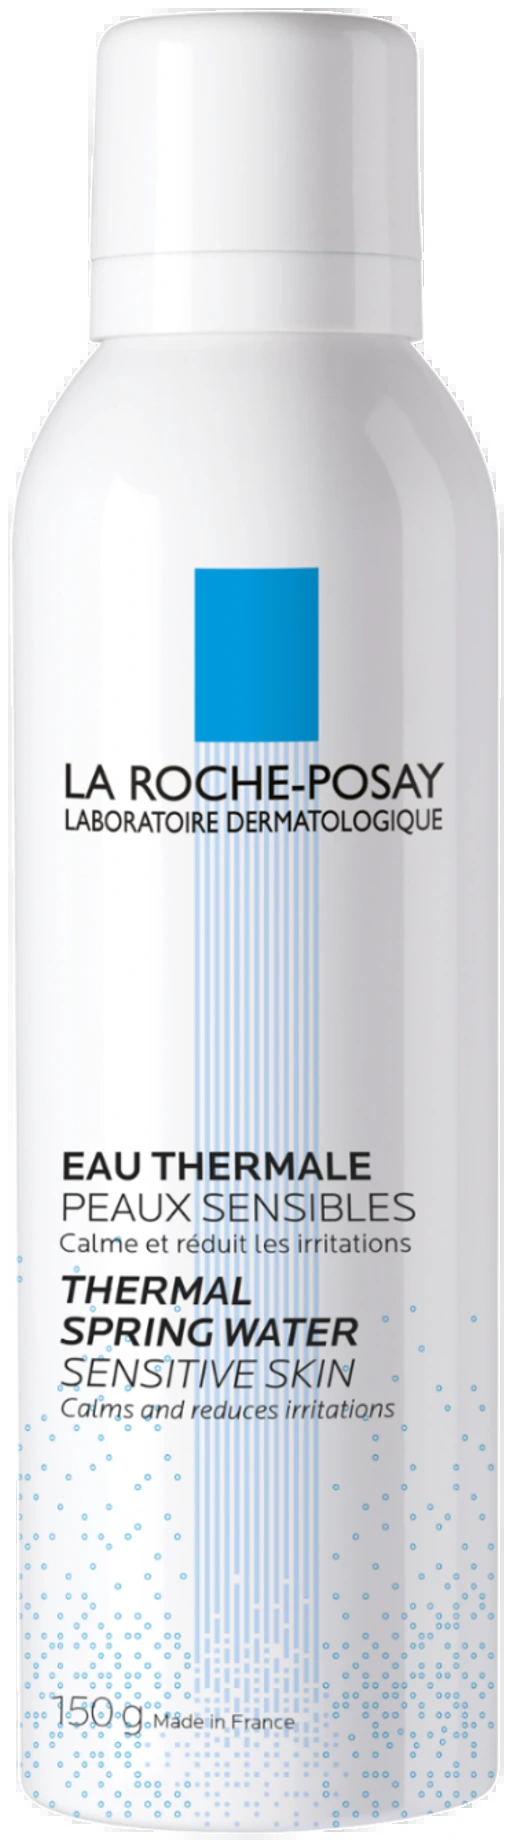 LA ROCHE-POSAY
LABORATOIRE DERMATOLOGIQUE
EAU THERMALE
PEAUX SENSIBLES
Calme et réduit les irritations
THERMAL
SPRING WATER
SENSITIVE SKIN
Calms and reduces irritations
150 g Made in France